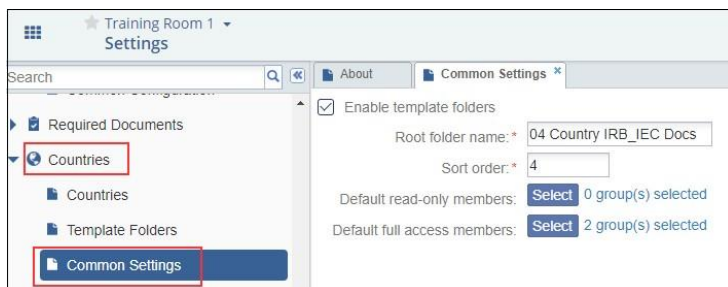 Training Room 1
Settings
Search
Common Configuration
Required Documents
Countries
Countries
Template Folders
Common Settings
About
Common Settings ×
Enable template folders
Root folder name: * 04 Country IRB_IEC Docs
Sort order: * 4
Default read-only members: Select 0 group(s) selected
Default full access members: Select 2 group(s) selected